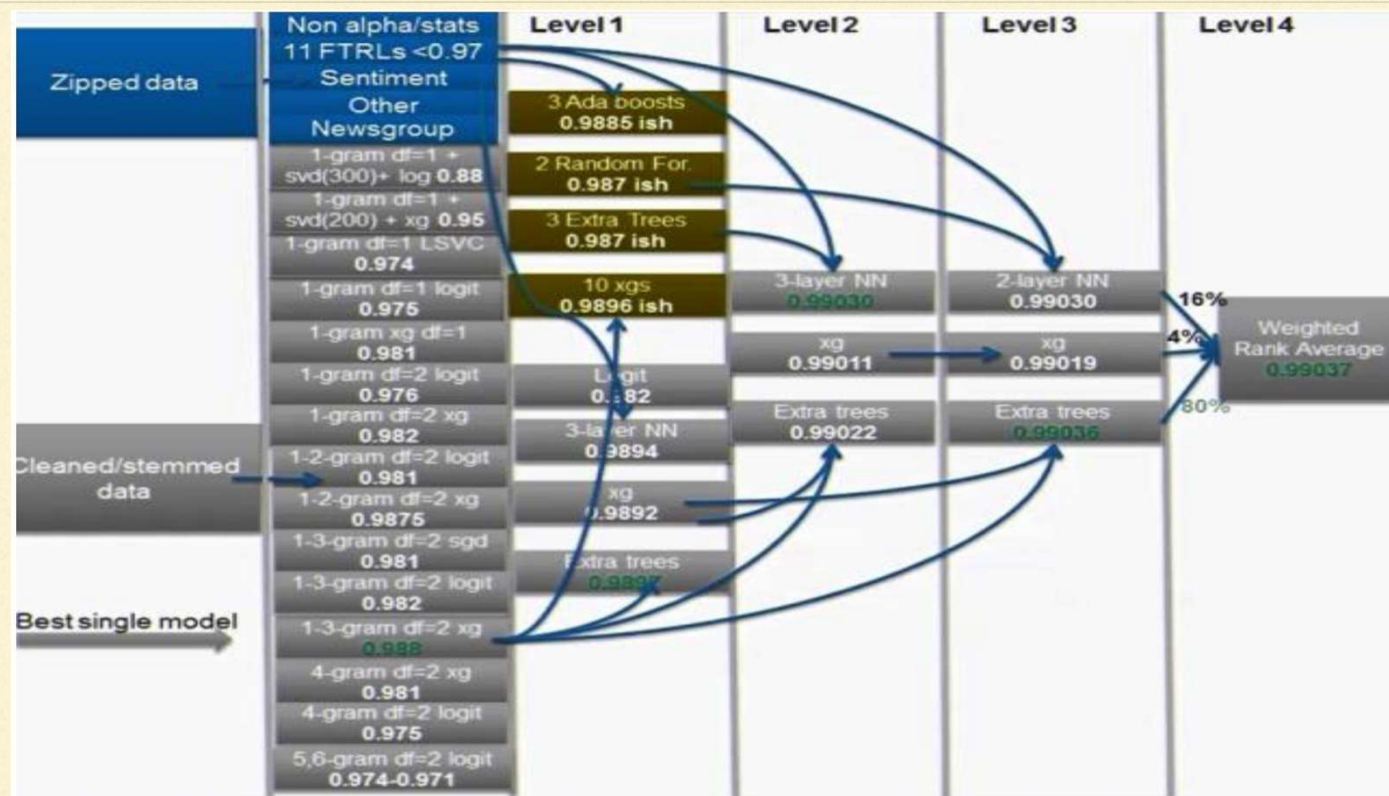 Zipped data
Cleaned/stemmed
data
Best single model
Non alpha/stats
11 FTRLs <0.97
Sentiment
Other
Newsgroup
1-gram df=1 +
svd(300)+ log 0.88
1-gram df=1 +
svd(200) + xg 0.95
1-gram df=1 LSVC
0.974
1-gram df=1 logit
0.975
1-gram xg df=1
0.981
1-gram df=2 logit
0.976
1-gram df=2 xg
0.982
1-2-gram df=2 logit
0.981
1-2-gram df=2 xg
0.9875
1-3-gram df=2 sgd
0.981
1-3-gram df=2 logit
0.982
1-3-gram df=2 xg
0.988
4-gram df=2 xg
0.981
4-gram df=2 logit
0.975
5,6-gram df=2 logit
0.974-0.971
Level 1
3 Ada boosts
0.9885 ish
2 Random For.
0.987 ish
3 Extra Trees
0.987 ish
10 xgs
0.9896 ish
Logit
3-layer NN
0.9894
xg
0.9892
Extra trees
Level 2
3-layer NN
0.99030
xg
0.99011
Extra trees
0.99022
Level 3
2-layer NN
0.99030
xg
0.99019
Extra trees
0.99036
16%
4%
80%
Level 4
Weighted
Rank Average
0.99037